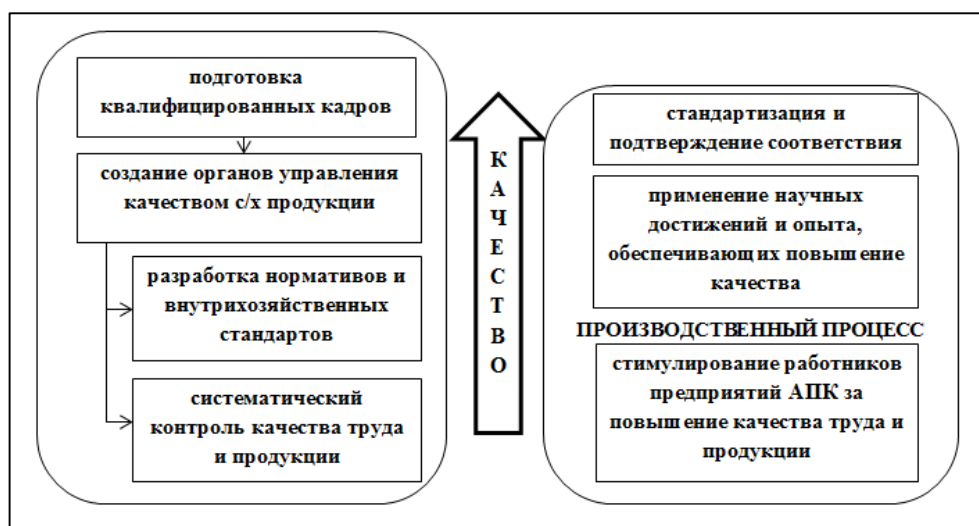 подготовка
квалифицированных кадров
создание органов управления
качеством с/х продукции
разработка нормативов и
внутрихозяйственных
стандартов
систематический
контроль качества труда
и продукции
К
А
Ч
Е
С
Т
В
О
стандартизация и
подтверждение соответствия
применение научных
достижений и опыта,
обеспечивающих повышение
качества
ПРОИЗВОДСТВЕННЫЙ ПРОЦЕСС
стимулирование работников
предприятий АПК за
повышение качества труда и
продукции